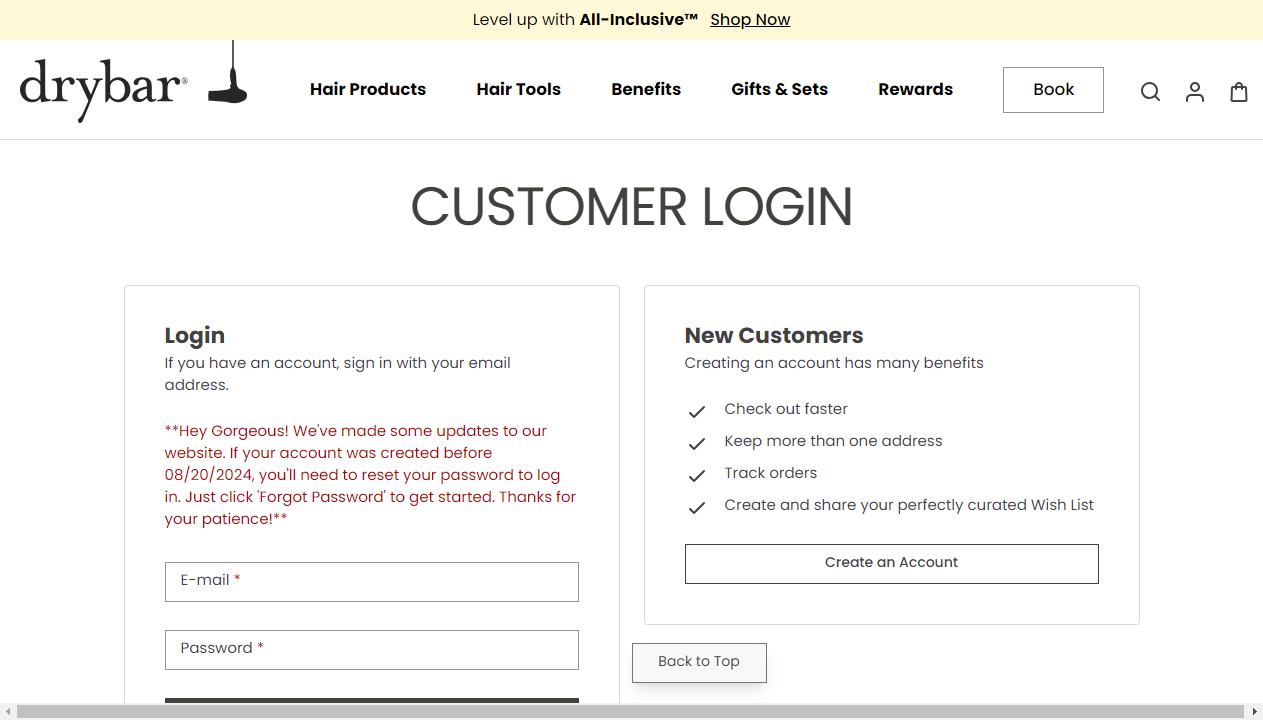 Level up with All-Inclusive™ Shop Now
drybar®
Hair Products
Hair Tools
Benefits
Gifts & Sets
Rewards
Book
CUSTOMER LOGIN
Login
If you have an account, sign in with your email
address.
**Hey Gorgeous! We've made some updates to our
website. If your account was created before
08/20/2024, you'll need to reset your password to log
in. Just click 'Forgot Password' to get started. Thanks for
your patience!**
E-mail *
Password *
New Customers
Creating an account has many benefits
Check out faster
Keep more than one address
Track orders
Create and share your perfectly curated Wish List
Create an Account
Back to Top